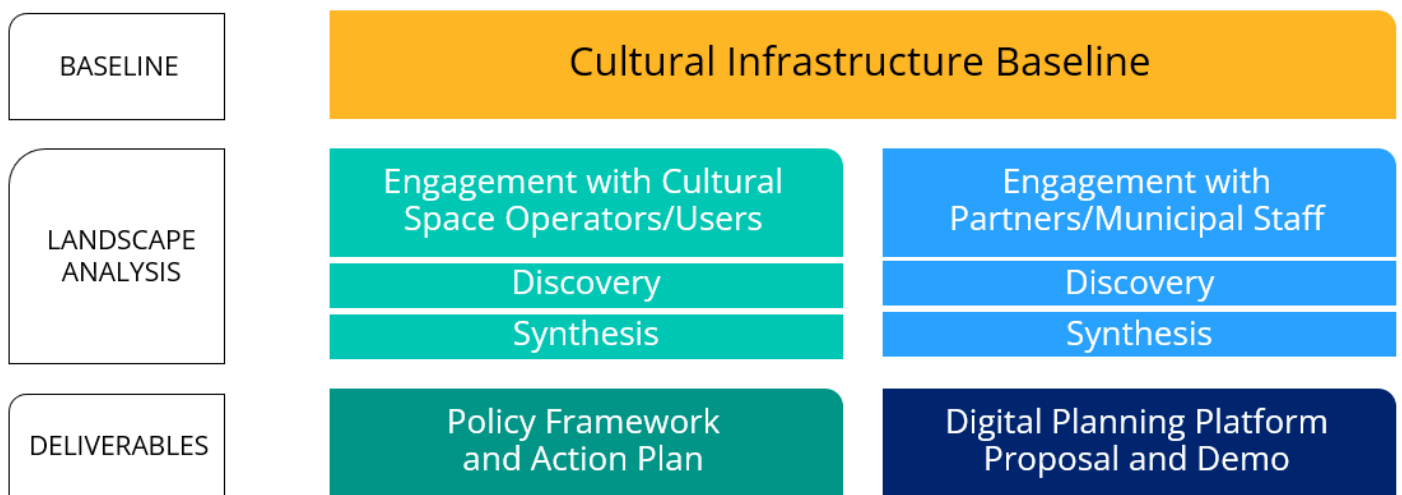 BASELINE
Cultural Infrastructure Baseline
LANDSCAPE
ANALYSIS
Engagement with Cultural
Space Operators/Users
Discovery
Synthesis
Engagement with
Partners/Municipal Staff
Discovery
Synthesis
DELIVERABLES
Policy Framework
and Action Plan
Digital Planning Platform
Proposal and Demo